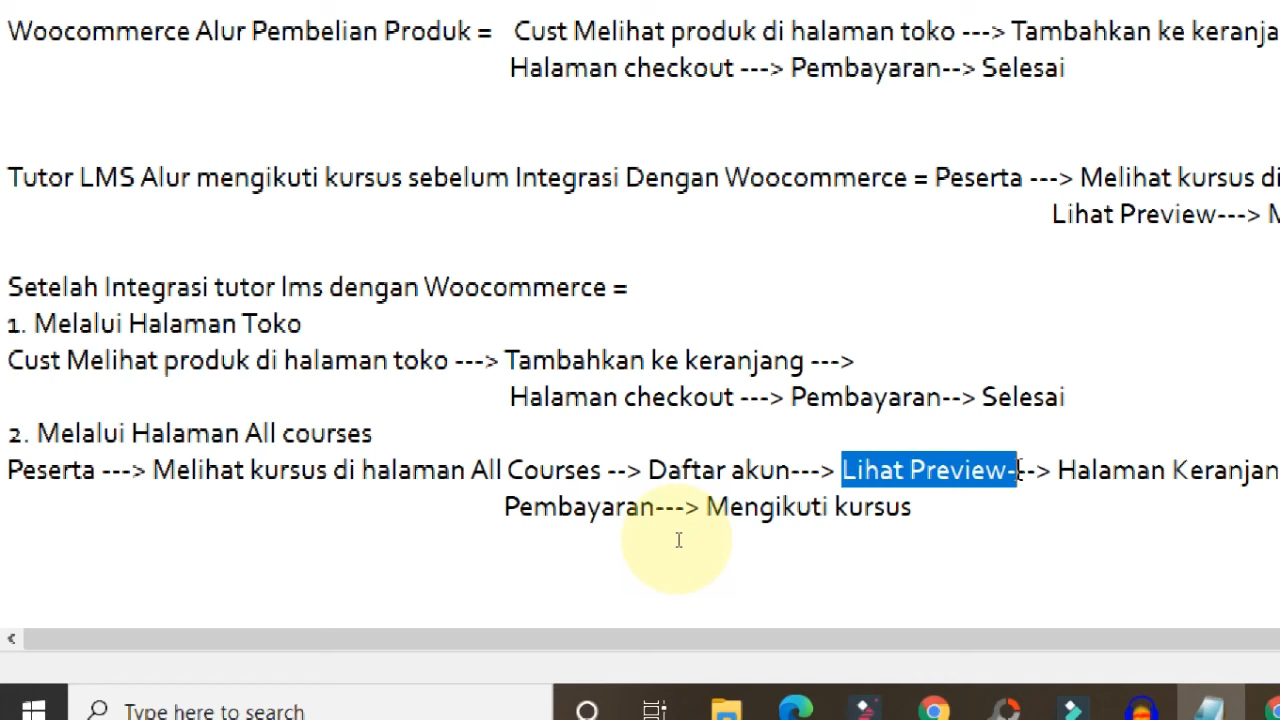 Woocommerce Alur Pembelian Produk = Cust Melihat produk di halaman toko ---> Tambahkan ke keranja
Halaman checkout ---> Pembayaran--> Selesai
Tutor LMS Alur mengikuti kursus sebelum Integrasi Dengan Woocommerce = Peserta ---> Melihat kursus di
Lihat Preview---> M
Setelah Integrasi tutor lms dengan Woocommerce =
1. Melalui Halaman Toko
Cust Melihat produk di halaman toko ---> Tambahkan ke keranjang --->
Halaman checkout ---> Pembayaran--> Selesai
2. Melalui Halaman All courses
Peserta ---> Melihat kursus di halaman All Courses --> Daftar akun---> Lihat Preview---> Halaman Keranjan
Pembayaran---> Mengikuti kursus
Type here to search